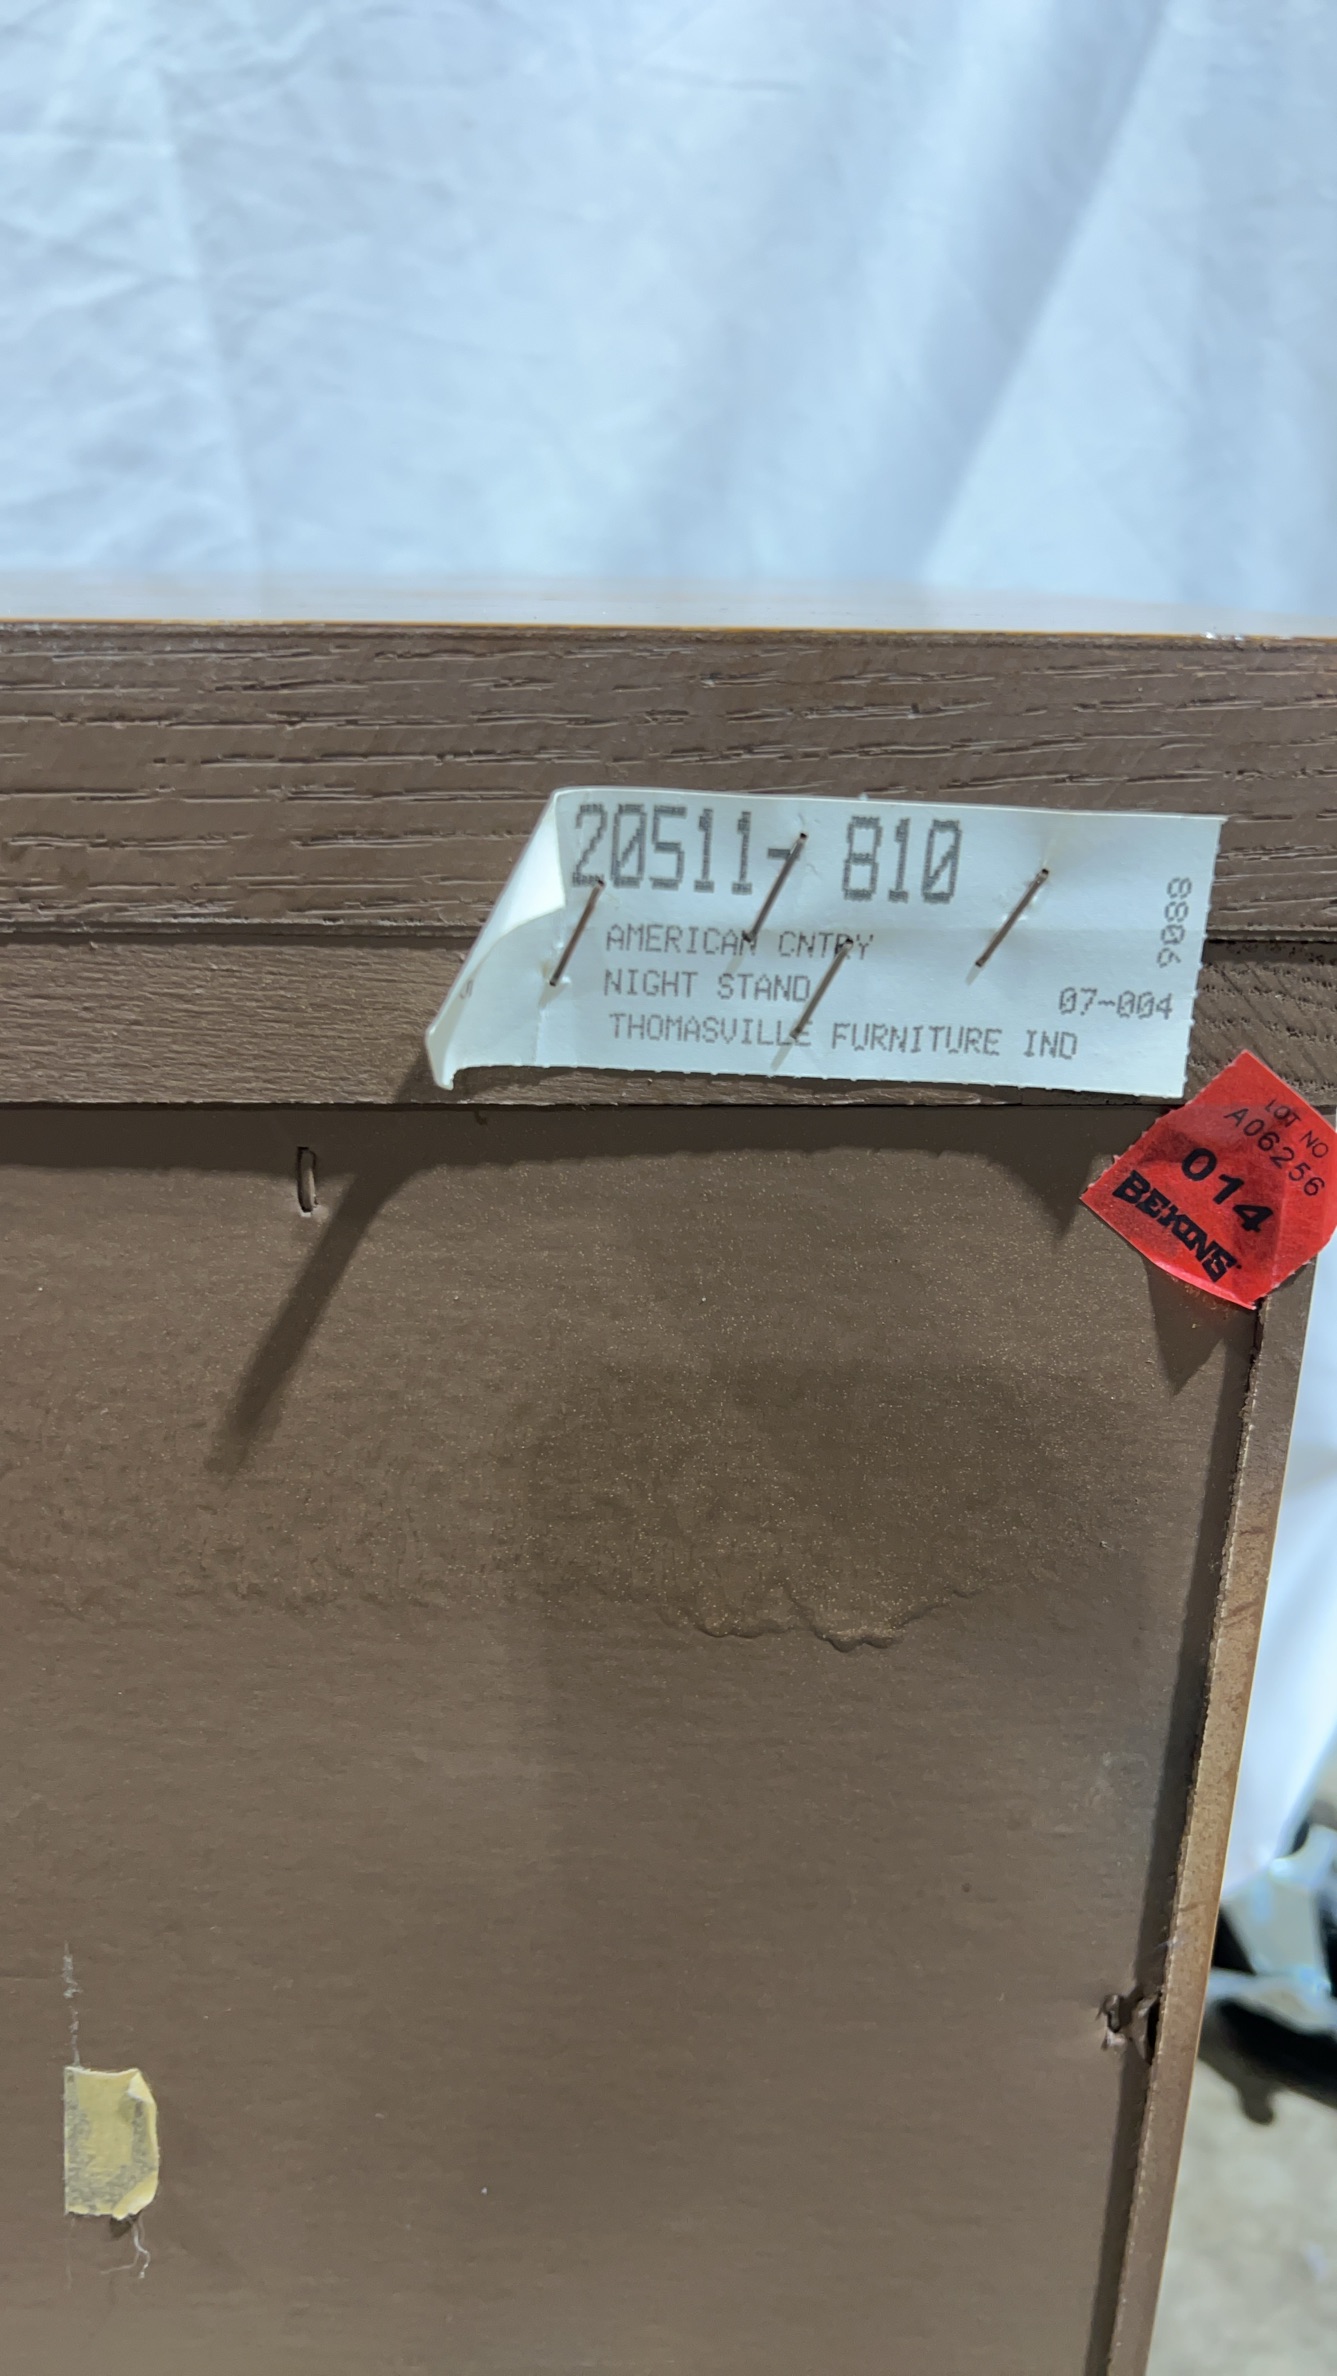 20511- 810
AMERICAN CNTRY
NIGHT STAND
THOMASVILLE FURNITURE IND
07-004
8806
LOT NO
A06256
014
BEKINS